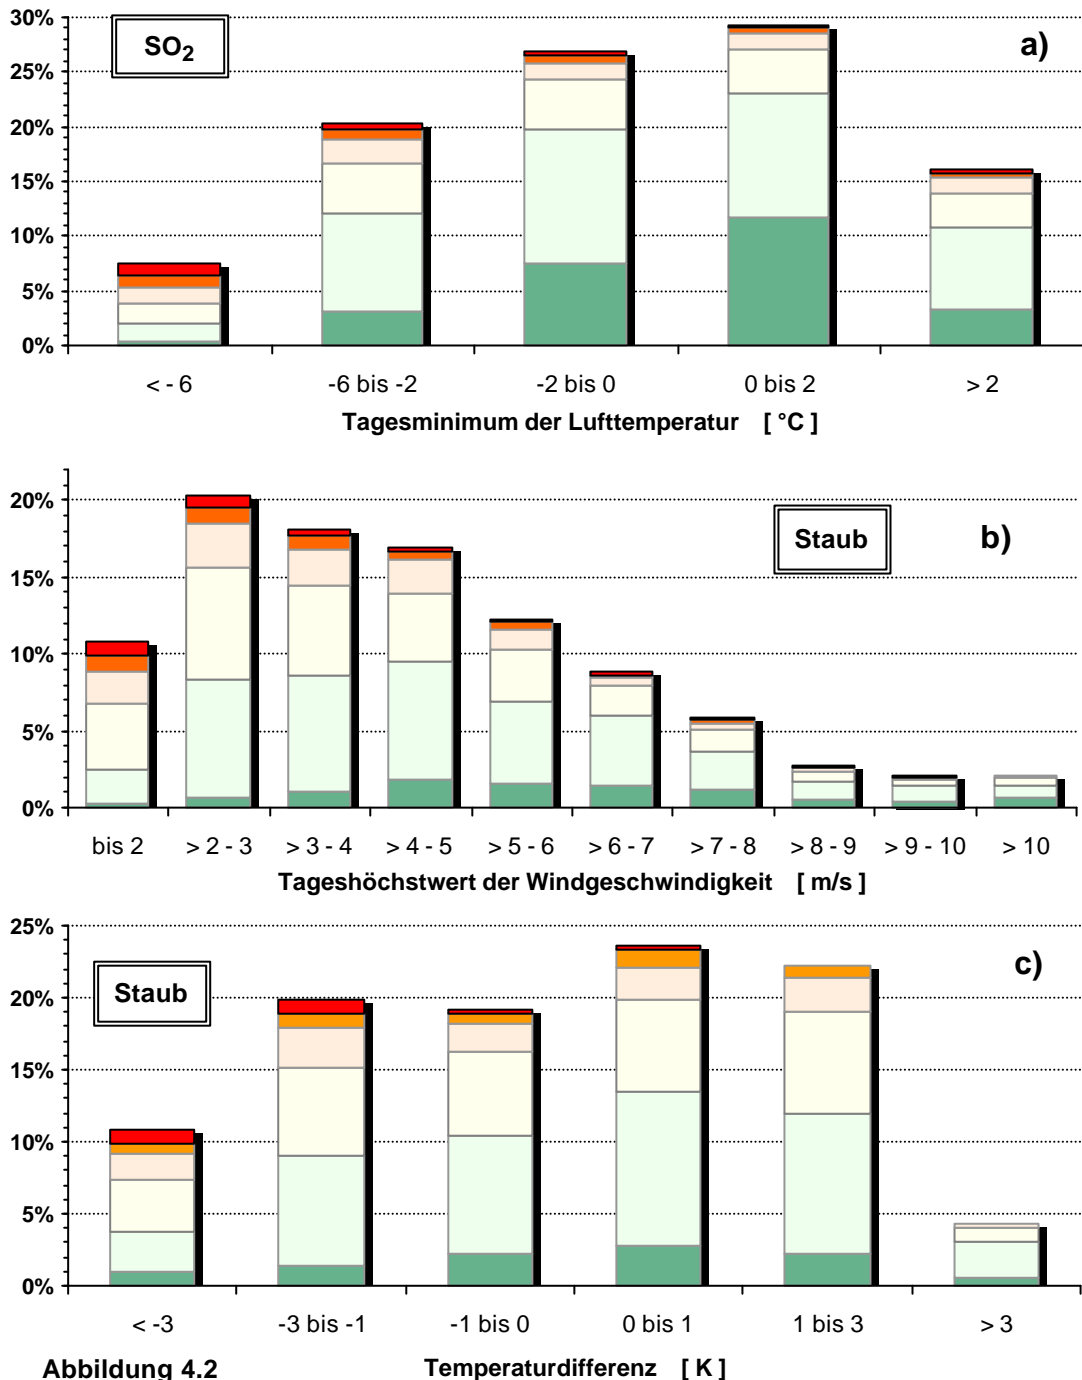 30%
SO2
a)
25%
20%
15%
10%
5%
0%
< - 6
-6 bis -2
-2 bis 0
0 bis 2
> 2
Tagesminimum der Lufttemperatur [ °C ]
20%
Staub
b)
15%
10%
5%
0%
bis 2
> 2 - 3
> 3 - 4
> 4 - 5
> 5 - 6
> 6 - 7
> 7 - 8
> 8 - 9
> 9 - 10
> 10
Tageshöchstwert der Windgeschwindigkeit [ m/s ]
25%
Staub
c)
20%
15%
10%
5%
0%
< -3
-3 bis -1
-1 bis 0
0 bis 1
1 bis 3
> 3
Abbildung 4.2
Temperaturdifferenz [ K ]